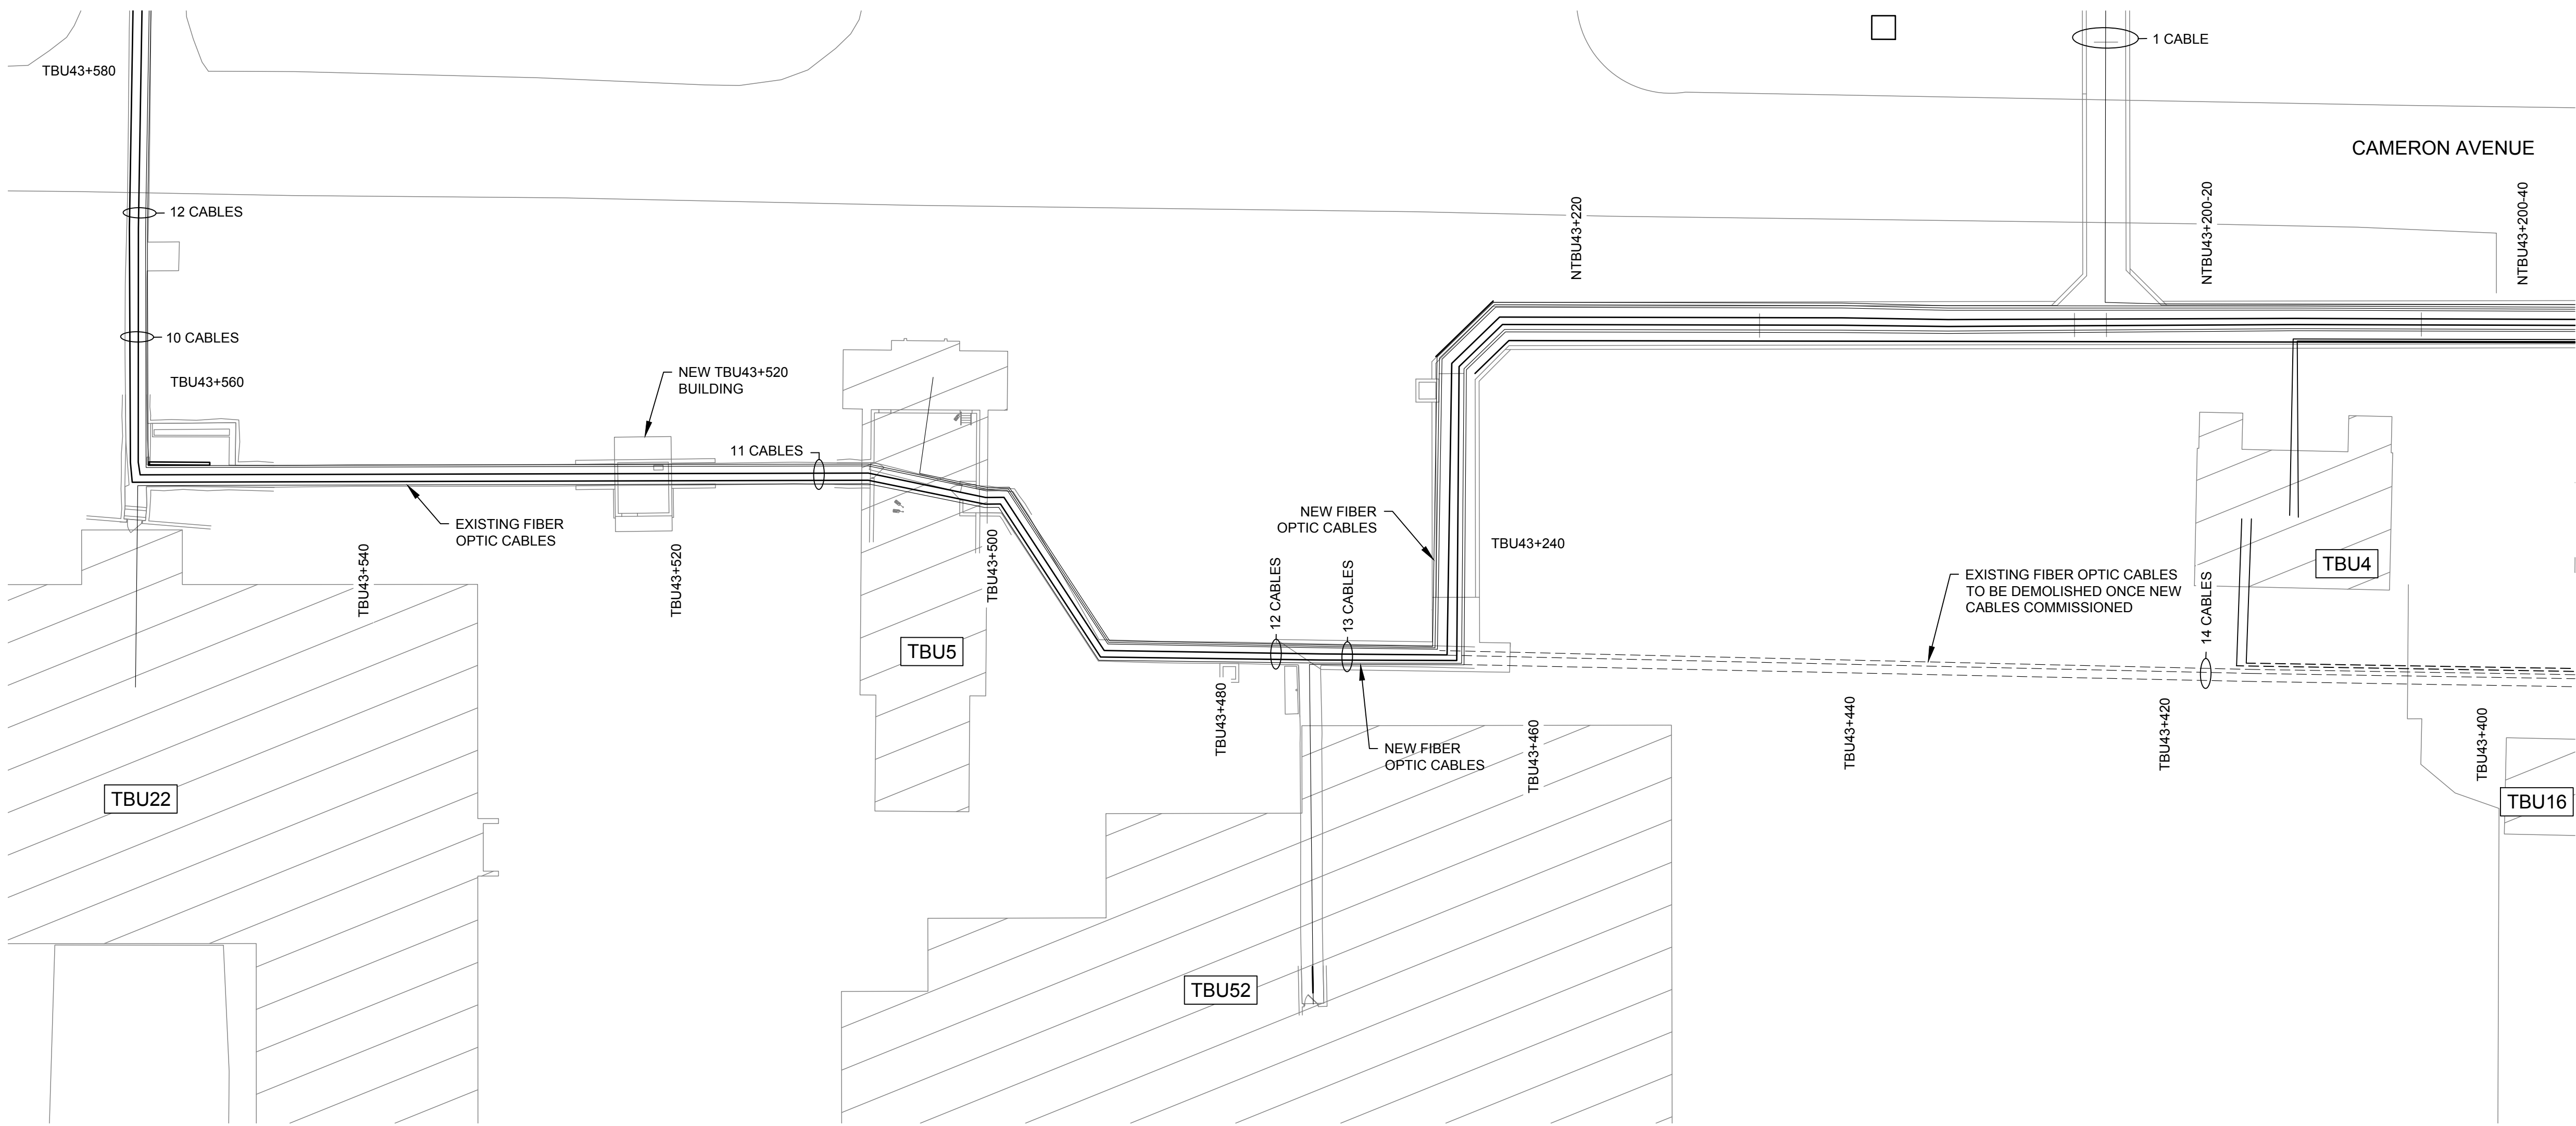 1 CABLE
TBU43+580
CAMERON AVENUE
12 CABLES
NTBU43+220
NTBU43+200-20
NTBU43+200-40
10 CABLES
TBU43+560
NEW TBU43+520
BUILDING
11 CABLES
EXISTING FIBER
OPTIC CABLES
NEW FIBER
OPTIC CABLES
TBU43+240
TBU43+540
TBU43+520
TBU43+500
12 CABLES
13 CABLES
EXISTING FIBER OPTIC CABLES
TO BE DEMOLISHED ONCE NEW
CABLES COMMISSIONED
14 CABLES
TBU4
TBU5
TBU43+480
NEW FIBER
OPTIC CABLES
TBU43+460
TBU43+440
TBU43+420
TBU43+400
TBU22
TBU16
TBU52